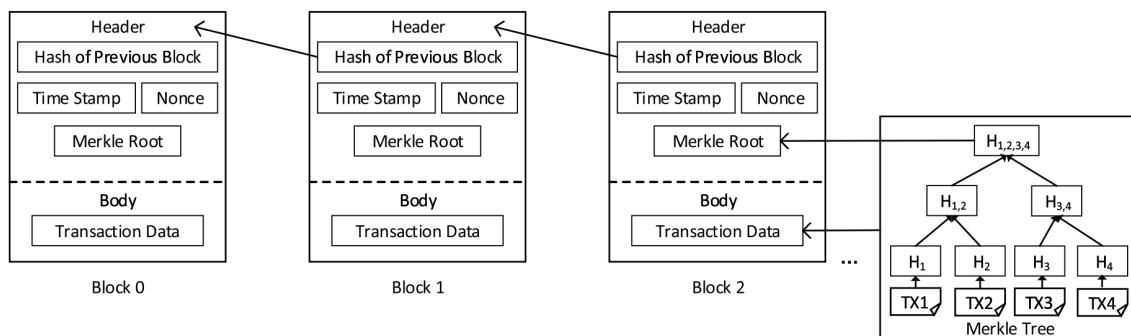 Header
Hash of Previous Block
Time Stamp
Nonce
Merkle Root
Body
Transaction Data
Block 0
Header
Hash of Previous Block
Time Stamp
Nonce
Merkle Root
Body
Transaction Data
Block 1
Header
Hash of Previous Block
Time Stamp
Nonce
Merkle Root
Body
Transaction Data
Block 2
...
H1,2,3,4
H1,2
H3,4
H1
H2
H3
H4
TX1
TX2
TX3
TX4
Merkle Tree